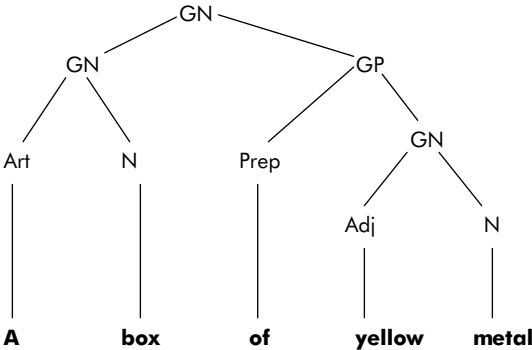 GN
GN GP
GN
Art N Prep
Adj N
A box of yellow metal